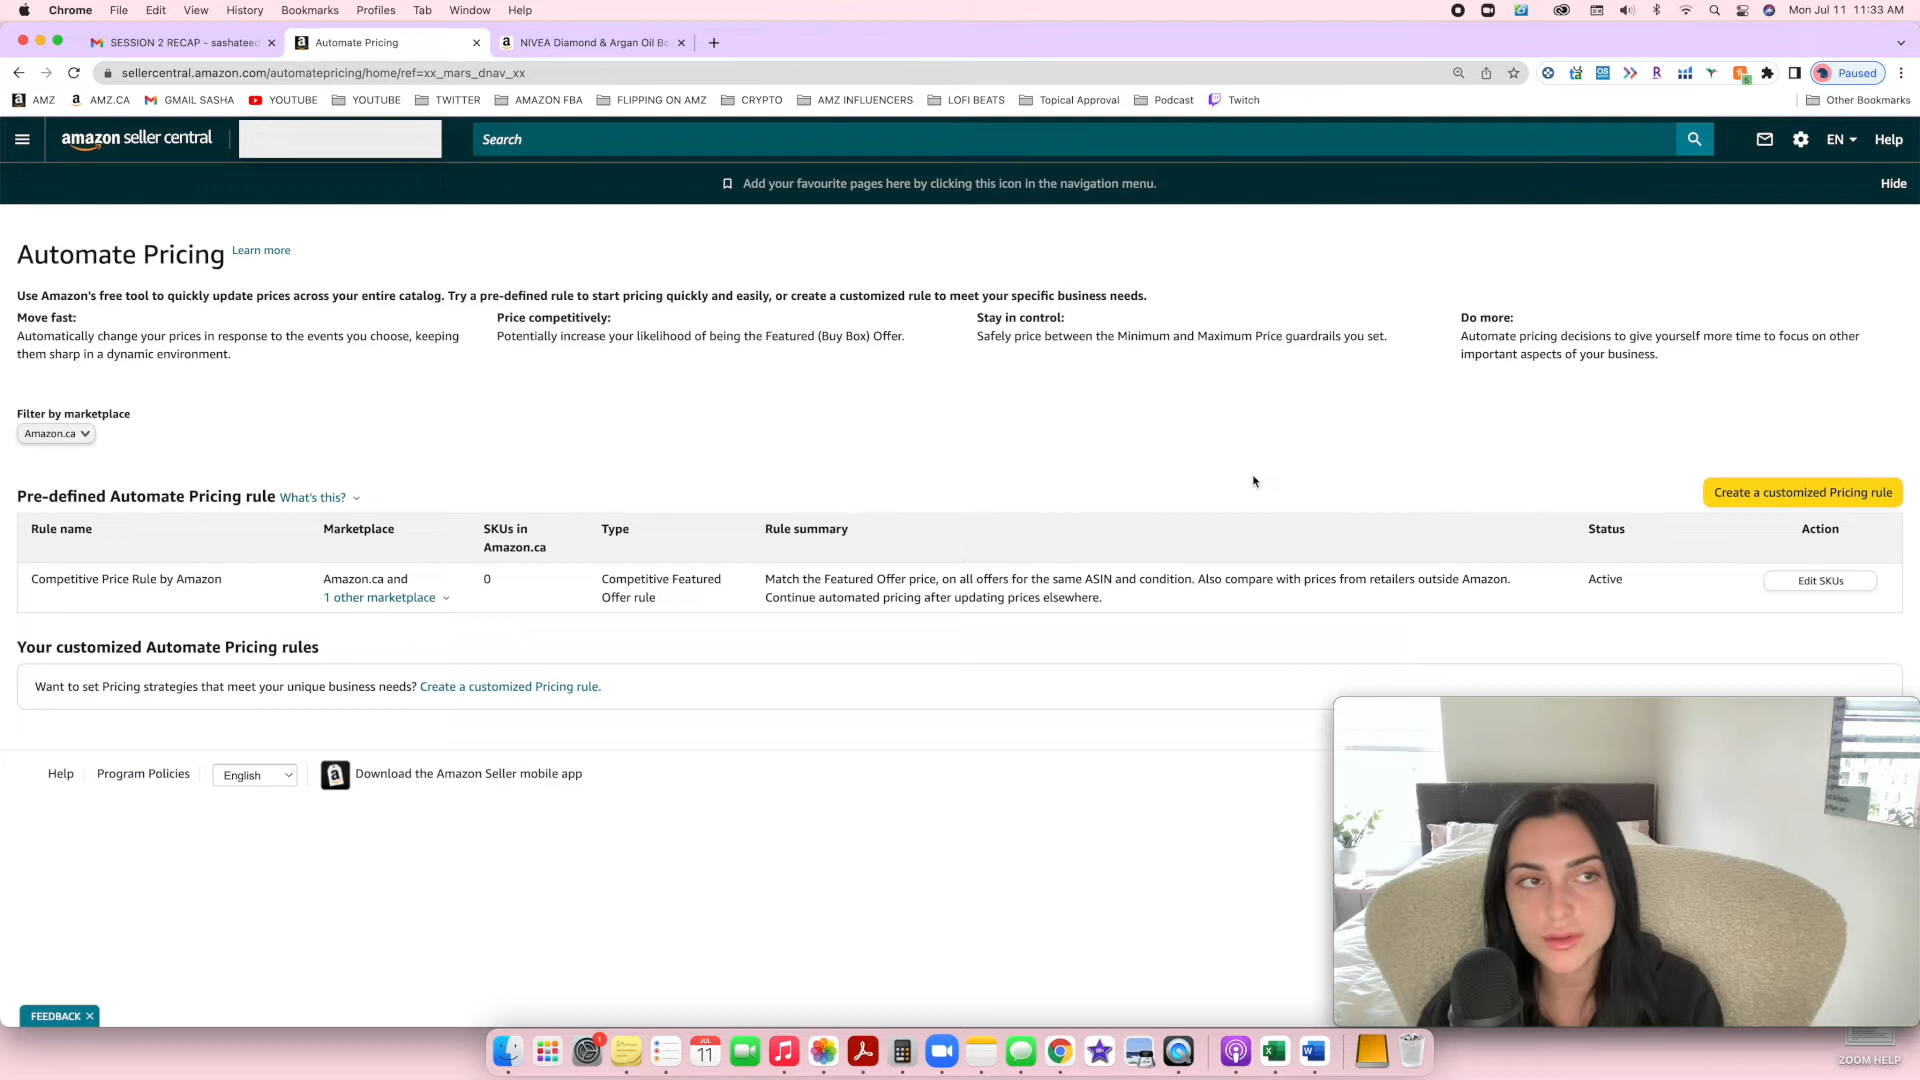 Chrome File Edit View History Bookmarks Profiles Tab Window Help Mon Jul 11 11:33 AM
SESSION 2 RECAP - sashateed Automate Pricing NIVEA Diamond & Argan Oil Bo
sellercentral.amazon.com/automatepricing/home/ref=xx_mars_dnav_xx Paused
AMZ AMZ.CA GMAIL SASHA YOUTUBE YOUTUBE TWITTER AMAZON FBA FLIPPING ON AMZ CRYPTO AMZ INFLUENCERS LOFI BEATS Topical Approval Podcast Twitch Other Bookmarks
amazon seller central Search EN Help
Add your favourite pages here by clicking this icon in the navigation menu. Hide
Automate Pricing Learn more
Use Amazon's free tool to quickly update prices across your entire catalog. Try a pre-defined rule to start pricing quickly and easily, or create a customized rule to meet your specific business needs.
Move fast: Price competitively: Stay in control: Do more:
Automatically change your prices in response to the events you choose, keeping Potentially increase your likelihood of being the Featured (Buy Box) Offer. Safely price between the Minimum and Maximum Price guardrails you set. Automate pricing decisions to give yourself more time to focus on other
them sharp in a dynamic environment. important aspects of your business.
Filter by marketplace
Amazon.ca
Pre-defined Automate Pricing rule What's this? Create a customized Pricing rule
Rule name Marketplace SKUs in Type Rule summary Status Action
Amazon.ca
Competitive Price Rule by Amazon Amazon.ca and 0 Competitive Featured Match the Featured Offer price, on all offers for the same ASIN and condition. Also compare with prices from retailers outside Amazon. Active Edit SKUs
1 other marketplace Offer rule Continue automated pricing after updating prices elsewhere.
Your customized Automate Pricing rules
Want to set Pricing strategies that meet your unique business needs? Create a customized Pricing rule.
Help Program Policies English Download the Amazon Seller mobile app
FEEDBACK
JUL
11
ZOOM HELP